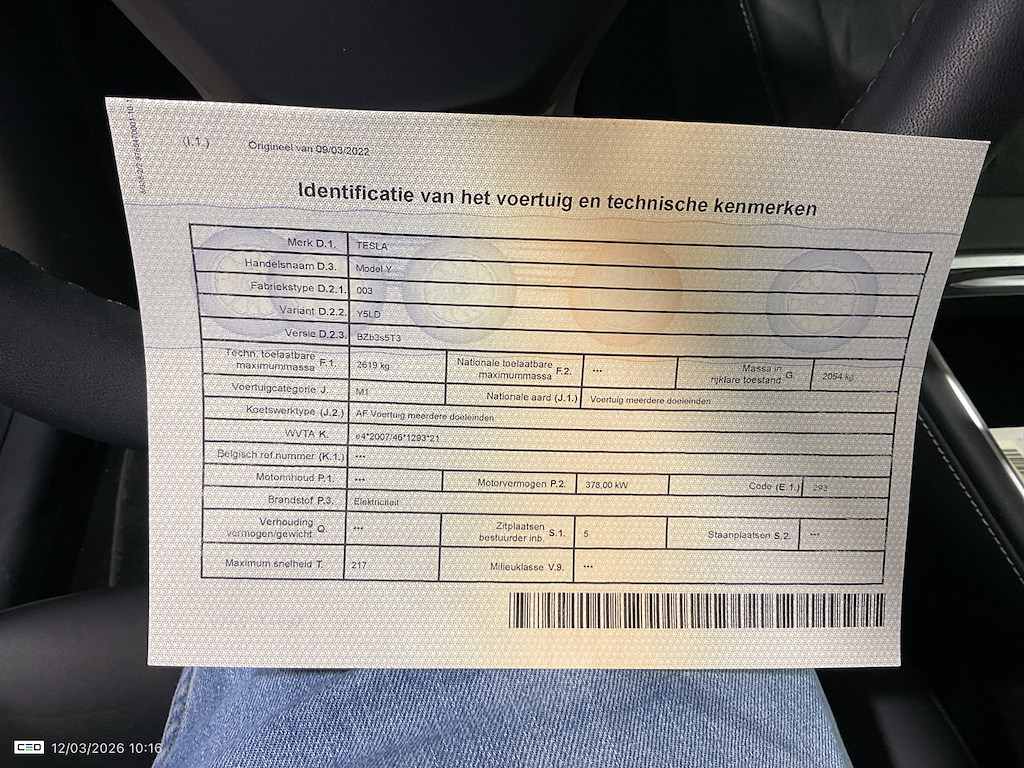 (I.1.) Origineel van 09/03/2022
Identificatie van het voertuig en technische kenmerken
Merk D.1. TESLA
Handelsnaam D.3. Model Y
Fabriekstype D.2.1. 003
Variant D.2.2. Y5LD
Versie D.2.3. BZb3s5T3
Techn. toelaatbare maximummassa F.1. 2619 kg Nationale toelaatbare maximummassa F.2. *** Massa in rijklare toestand G. 2054 kg
Voertuigcategorie J. M1 Nationale aard (J.1.) Voertuig meerdere doeleinden
Koetswerktype (J.2.) AF Voertuig meerdere doeleinden
WVTA K. e4*2007/46*1293*21
Belgisch ref.nummer (K.1.) ***
Motorinhoud P.1. *** Motorvermogen P.2. 378,00 kW Code (E.1.) 293
Brandstof P.3. Elektriciteit
Verhouding vermogen/gewicht Q. *** Zitplaatsen bestuurder inb. S.1. 5 Staanplaatsen S.2. ***
Maximum snelheid T. 217 Milieuklasse V.9. ***
CED 12/03/2026 10:16